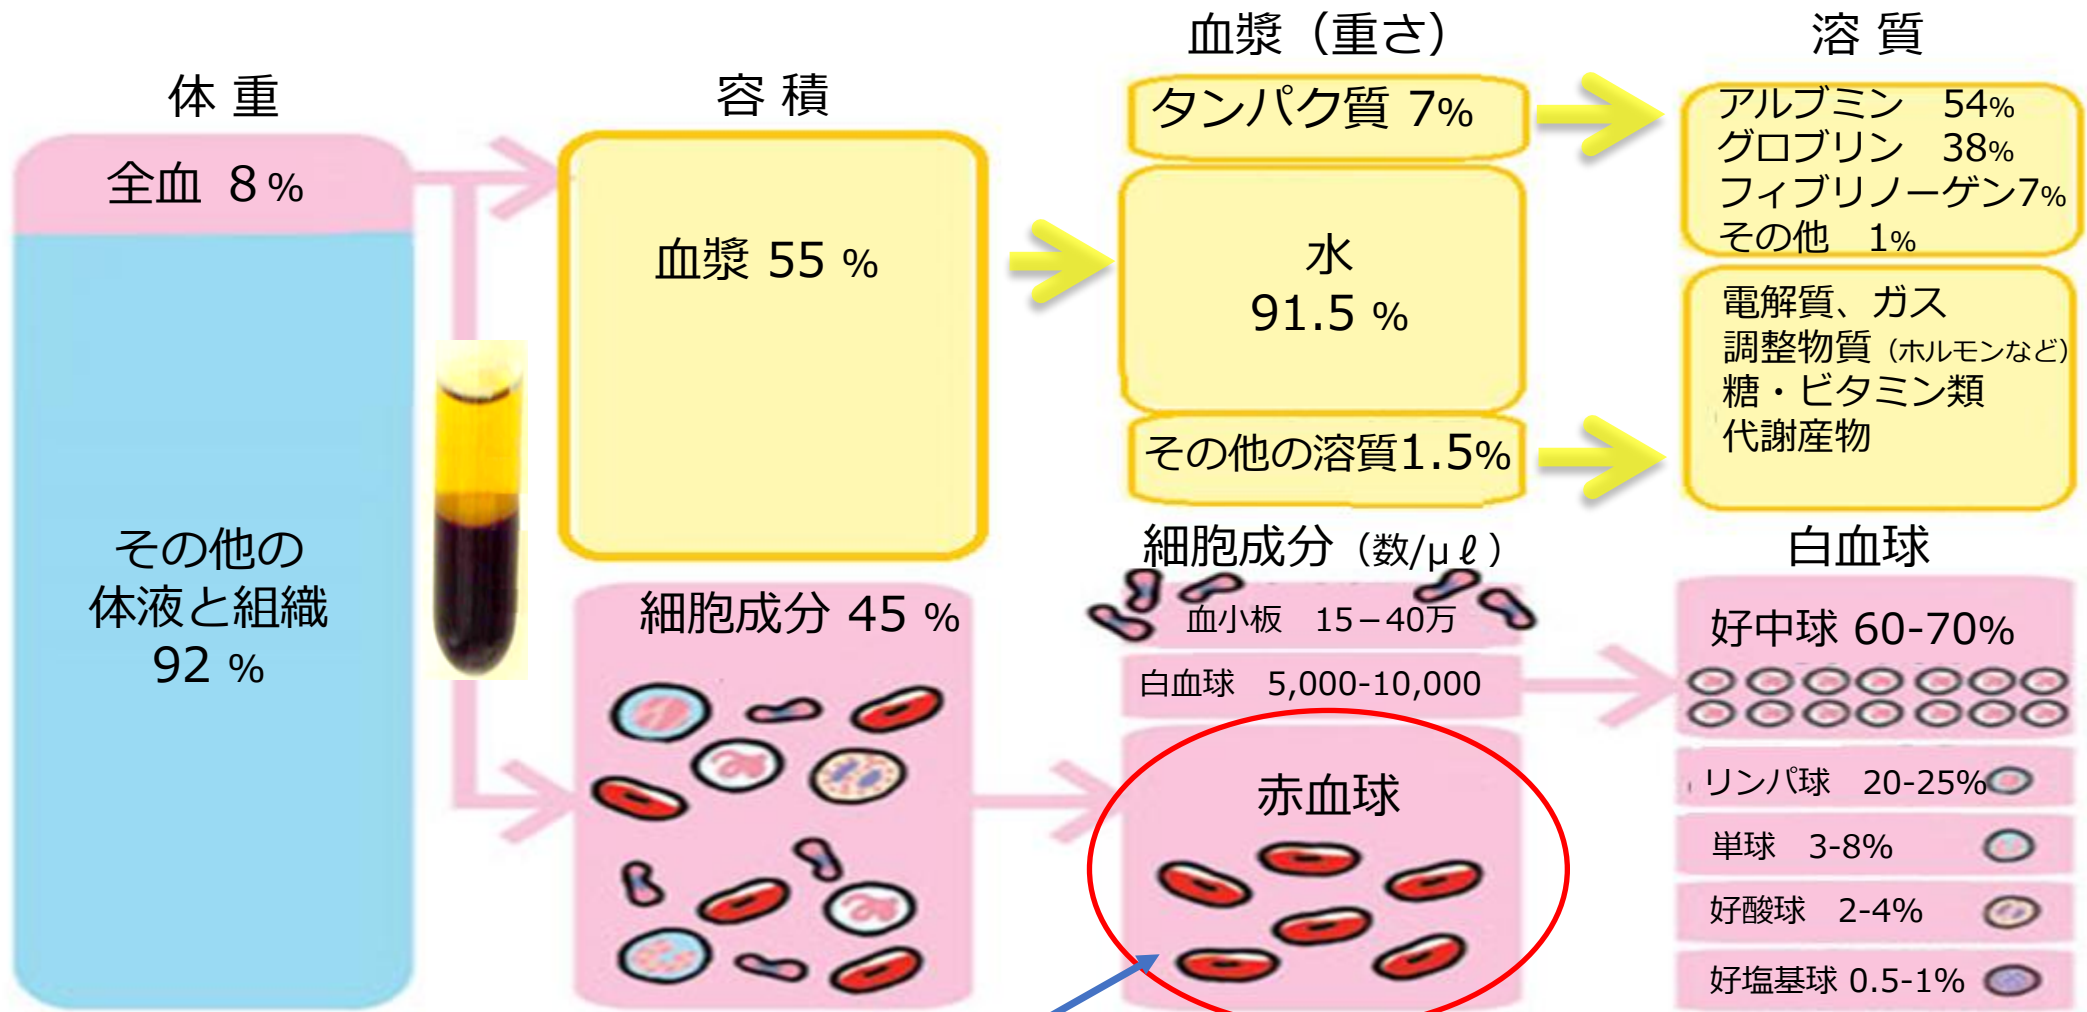 体 重
全血 8 %
その他の
体液と組織
92 %
容 積
血漿 55 %
細胞成分 45 %
血漿（重さ）
タンパク質 7%
水
91.5 %
その他の溶質1.5%
溶 質
アルブミン 54%
グロブリン 38%
フィブリノーゲン7%
その他 1%
電解質、ガス
調整物質（ホルモンなど）
糖・ビタミン類
代謝産物
細胞成分（数/μℓ）
血小板 15－40万
白血球 5,000-10,000
赤血球
白血球
好中球 60-70%
リンパ球 20-25%
単球 3-8%
好酸球 2-4%
好塩基球 0.5-1%